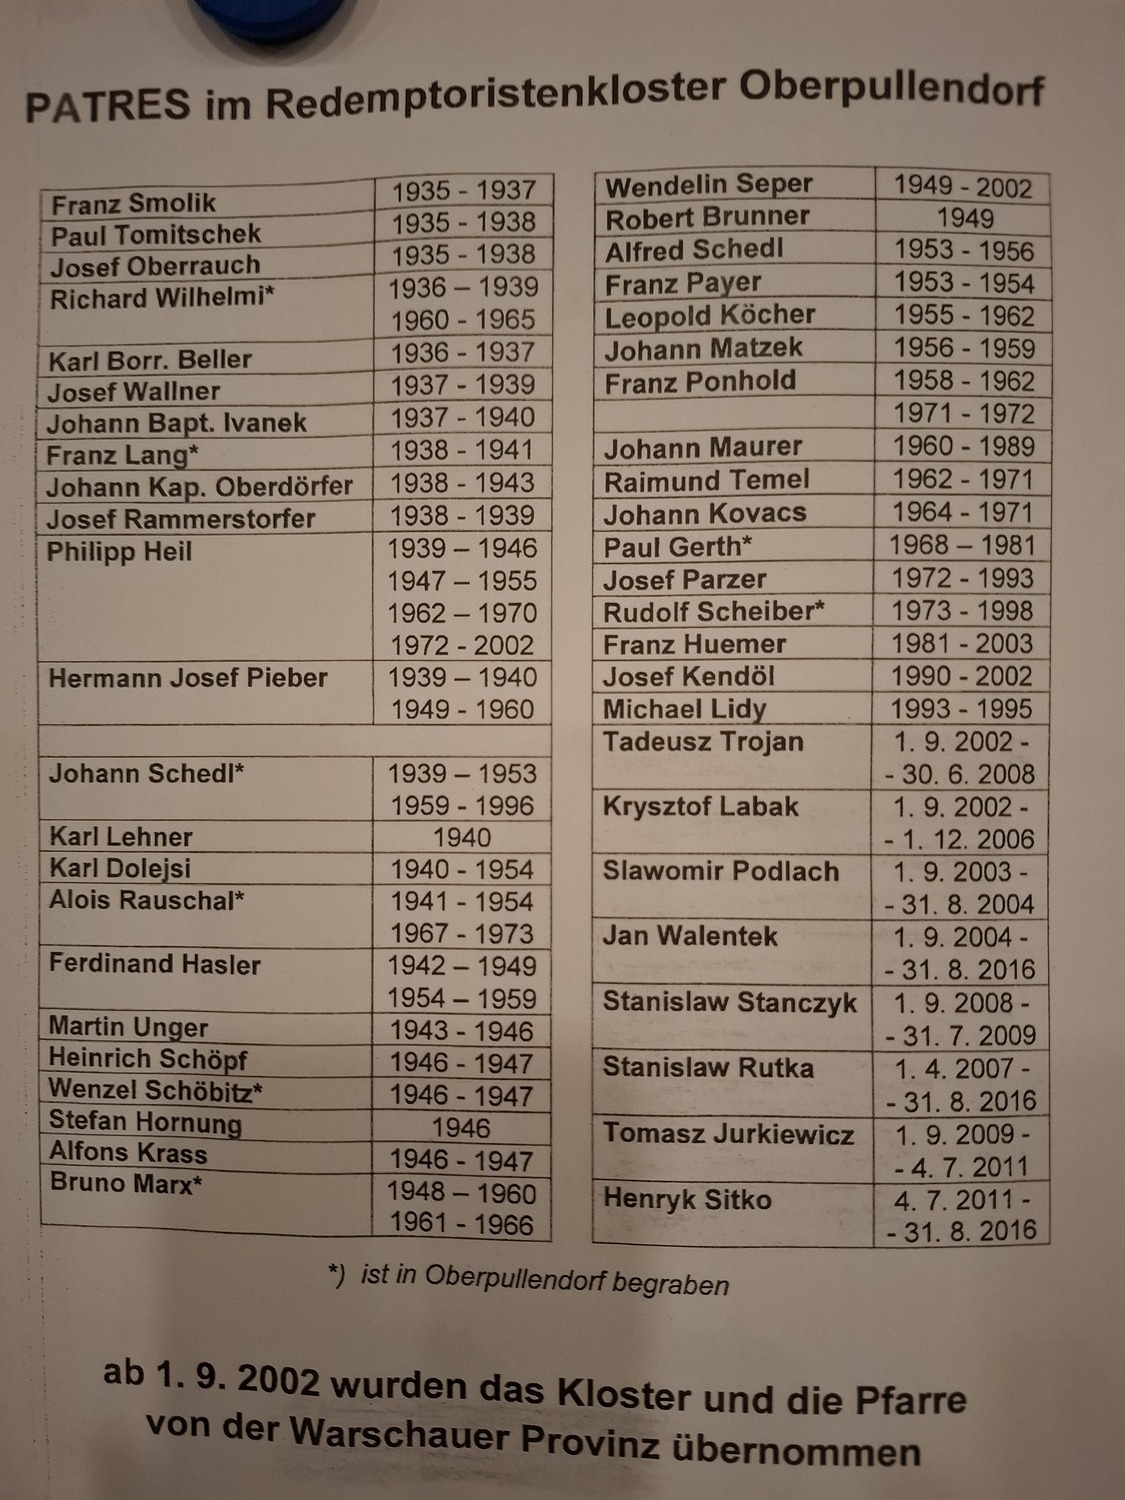 PATRES im Redemptoristenkloster Oberpullendorf
Franz Smolik 1935 - 1937
Paul Tomitschek 1935 - 1938
Josef Oberrauch 1935 - 1938
Richard Wilhelmi* 1936 – 1939
1960 - 1965
Karl Borr. Beller 1936 - 1937
Josef Wallner 1937 - 1939
Johann Bapt. Ivanek 1937 - 1940
Franz Lang* 1938 - 1941
Johann Kap. Oberdörfer 1938 - 1943
Josef Rammerstorfer 1938 - 1939
Philipp Heil 1939 – 1946
1947 – 1955
1962 – 1970
1972 - 2002
Hermann Josef Pieber 1939 – 1940
1949 - 1960
Johann Schedl* 1939 – 1953
1959 - 1996
Karl Lehner 1940
Karl Dolejsi 1940 - 1954
Alois Rauschal* 1941 - 1954
1967 - 1973
Ferdinand Hasler 1942 – 1949
1954 – 1959
Martin Unger 1943 - 1946
Heinrich Schöpf 1946 - 1947
Wenzel Schöbitz* 1946 - 1947
Stefan Hornung 1946
Alfons Krass 1946 - 1947
Bruno Marx* 1948 – 1960
1961 - 1966
Wendelin Seper 1949 - 2002
Robert Brunner 1949
Alfred Schedl 1953 - 1956
Franz Payer 1953 - 1954
Leopold Köcher 1955 - 1962
Johann Matzek 1956 - 1959
Franz Ponhold 1958 - 1962
1971 - 1972
Johann Maurer 1960 - 1989
Raimund Temel 1962 - 1971
Johann Kovacs 1964 - 1971
Paul Gerth* 1968 – 1981
Josef Parzer 1972 - 1993
Rudolf Scheiber* 1973 - 1998
Franz Huemer 1981 - 2003
Josef Kendöl 1990 - 2002
Michael Lidy 1993 - 1995
Tadeusz Trojan 1. 9. 2002 -
- 30. 6. 2008
Krysztof Labak 1. 9. 2002 -
- 1. 12. 2006
Slawomir Podlach 1. 9. 2003 -
- 31. 8. 2004
Jan Walentek 1. 9. 2004 -
- 31. 8. 2016
Stanislaw Stanczyk 1. 9. 2008 -
- 31. 7. 2009
Stanislaw Rutka 1. 4. 2007 -
- 31. 8. 2016
Tomasz Jurkiewicz 1. 9. 2009 -
- 4. 7. 2011
Henryk Sitko 4. 7. 2011 -
- 31. 8. 2016
*) ist in Oberpullendorf begraben
ab 1. 9. 2002 wurden das Kloster und die Pfarre
von der Warschauer Provinz übernommen